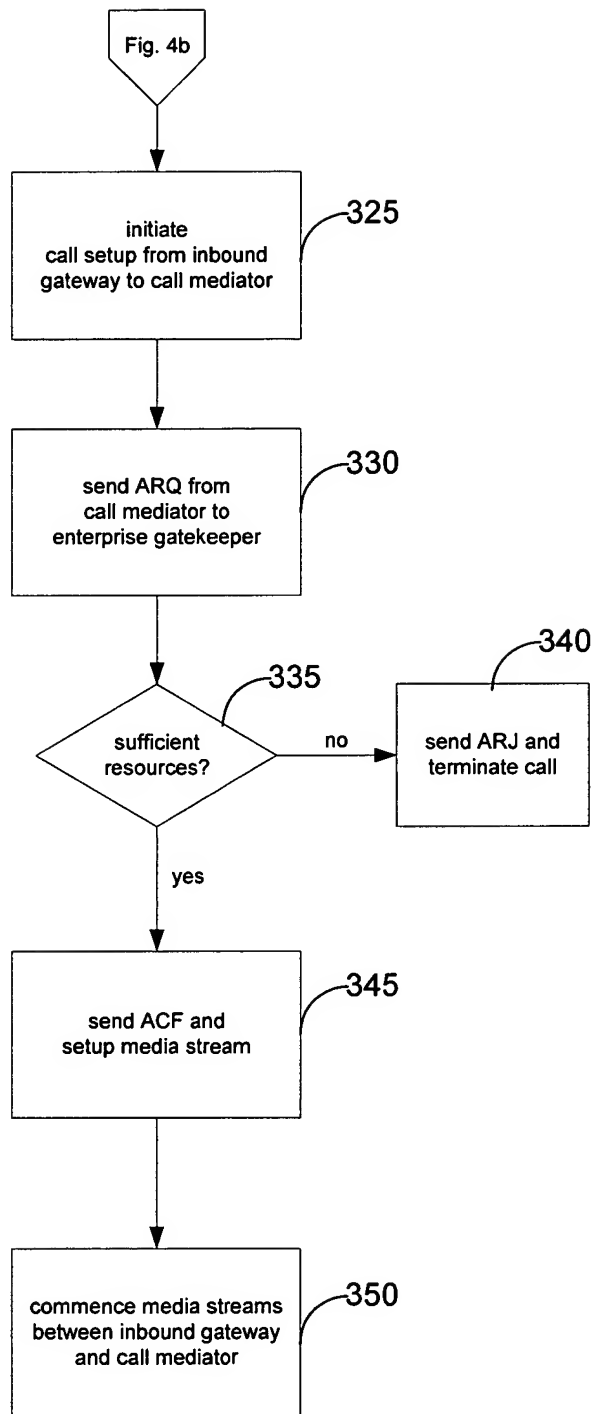 Fig. 4b
initiate
call setup from inbound
gateway to call mediator
325
send ARQ from
call mediator to
enterprise gatekeeper
330
sufficient
resources?
335
no
send ARJ and
terminate call
340
yes
send ACF and
setup media stream
345
commence media streams
between inbound gateway
and call mediator
350